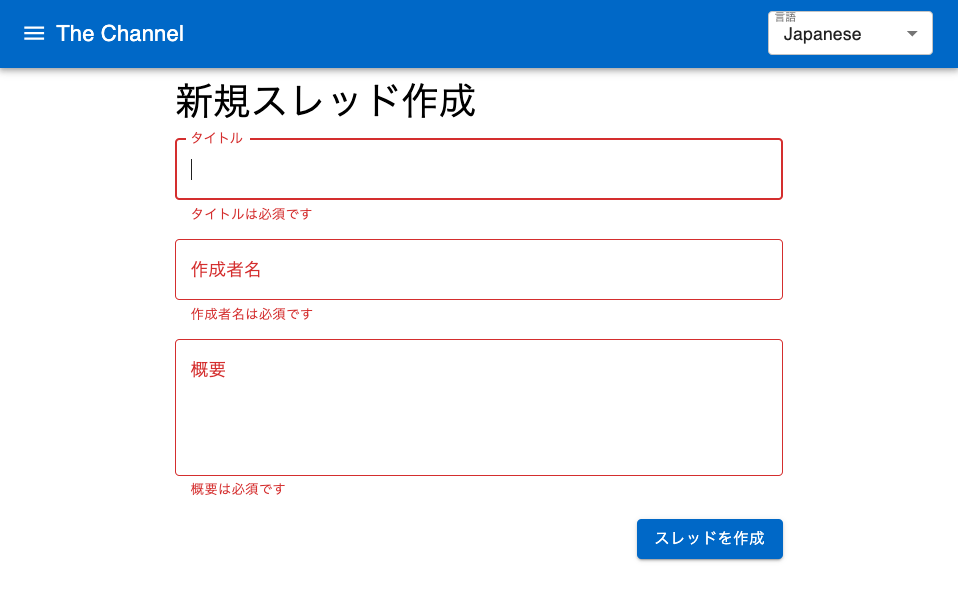 The Channel
言語
Japanese
新規スレッド作成
タイトル
タイトルは必須です
作成者名
作成者名は必須です
概要
概要は必須です
スレッドを作成